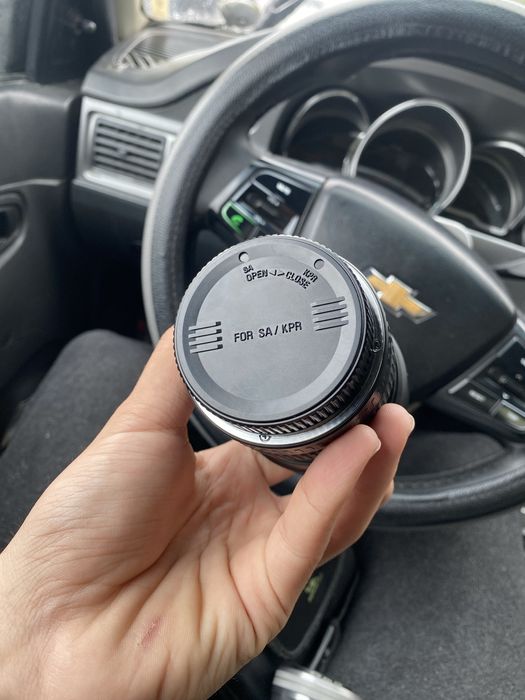 SA KPR
OPEN <-|-> CLOSE
FOR SA/KPR